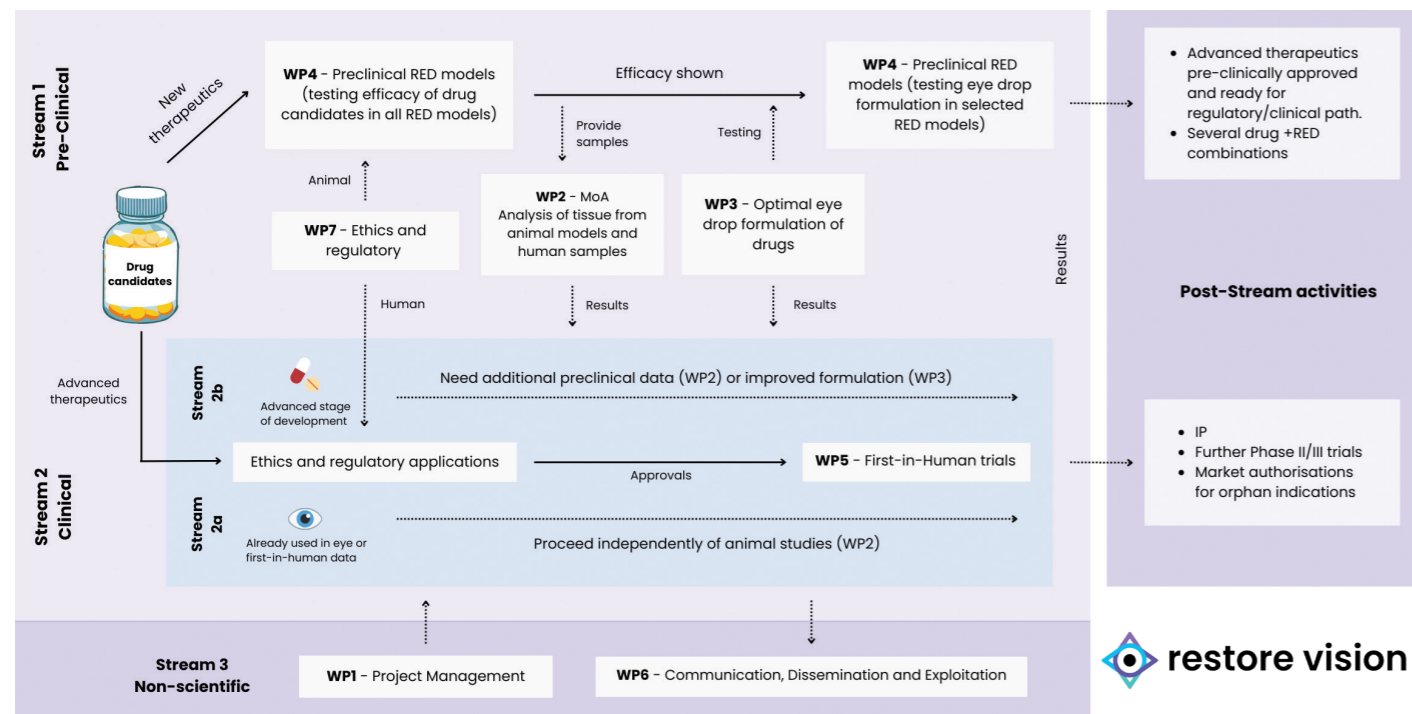 Stream 1
Pre-Clinical
New
therapeutics
WP4 - Preclinical RED models
(testing efficacy of drug
candidates in all RED models)
Efficacy shown
WP4 - Preclinical RED
models (testing eye drop
formulation in selected
RED models)
Provide
samples
Testing
Animal
WP7 - Ethics and
regulatory
WP2 - MoA
Analysis of tissue from
animal models and
human samples
WP3 - Optimal eye
drop formulation of
drugs
Drug
candidates
Human
Results
Results
Results
Advanced
therapeutics
Stream 2
Clinical
Stream
2b
Advanced stage
of development
Need additional preclinical data (WP2) or improved formulation (WP3)
Ethics and regulatory applications
Approvals
WP5 - First-in-Human trials
Stream
2a
Already used in eye or
first-in-human data
Proceed independently of animal studies (WP2)
Stream 3
Non-scientific
WP1 - Project Management
WP6 - Communication, Dissemination and Exploitation
• Advanced therapeutics
pre-clinically approved
and ready for
regulatory/clinical path.
• Several drug +RED
combinations
Post-Stream activities
• IP
• Further Phase II/III trials
• Market authorisations
for orphan indications
restore vision